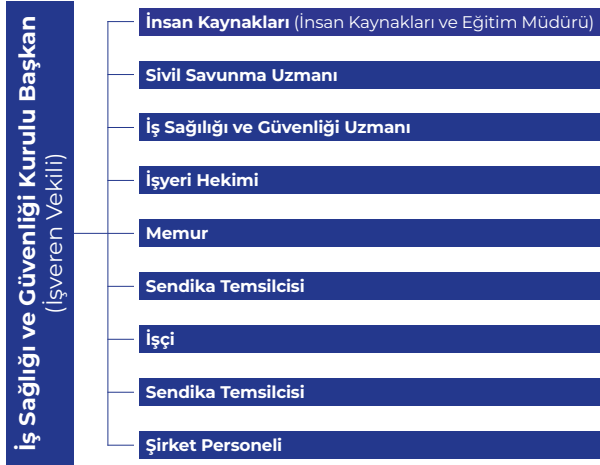 İş Sağlığı ve Güvenliği Kurulu Başkan
(İşveren Vekili)
İnsan Kaynakları (İnsan Kaynakları ve Eğitim Müdürü)
Sivil Savunma Uzmanı
İş Sağılığı ve Güvenliği Uzmanı
İşyeri Hekimi
Memur
Sendika Temsilcisi
İşçi
Sendika Temsilcisi
Şirket Personeli